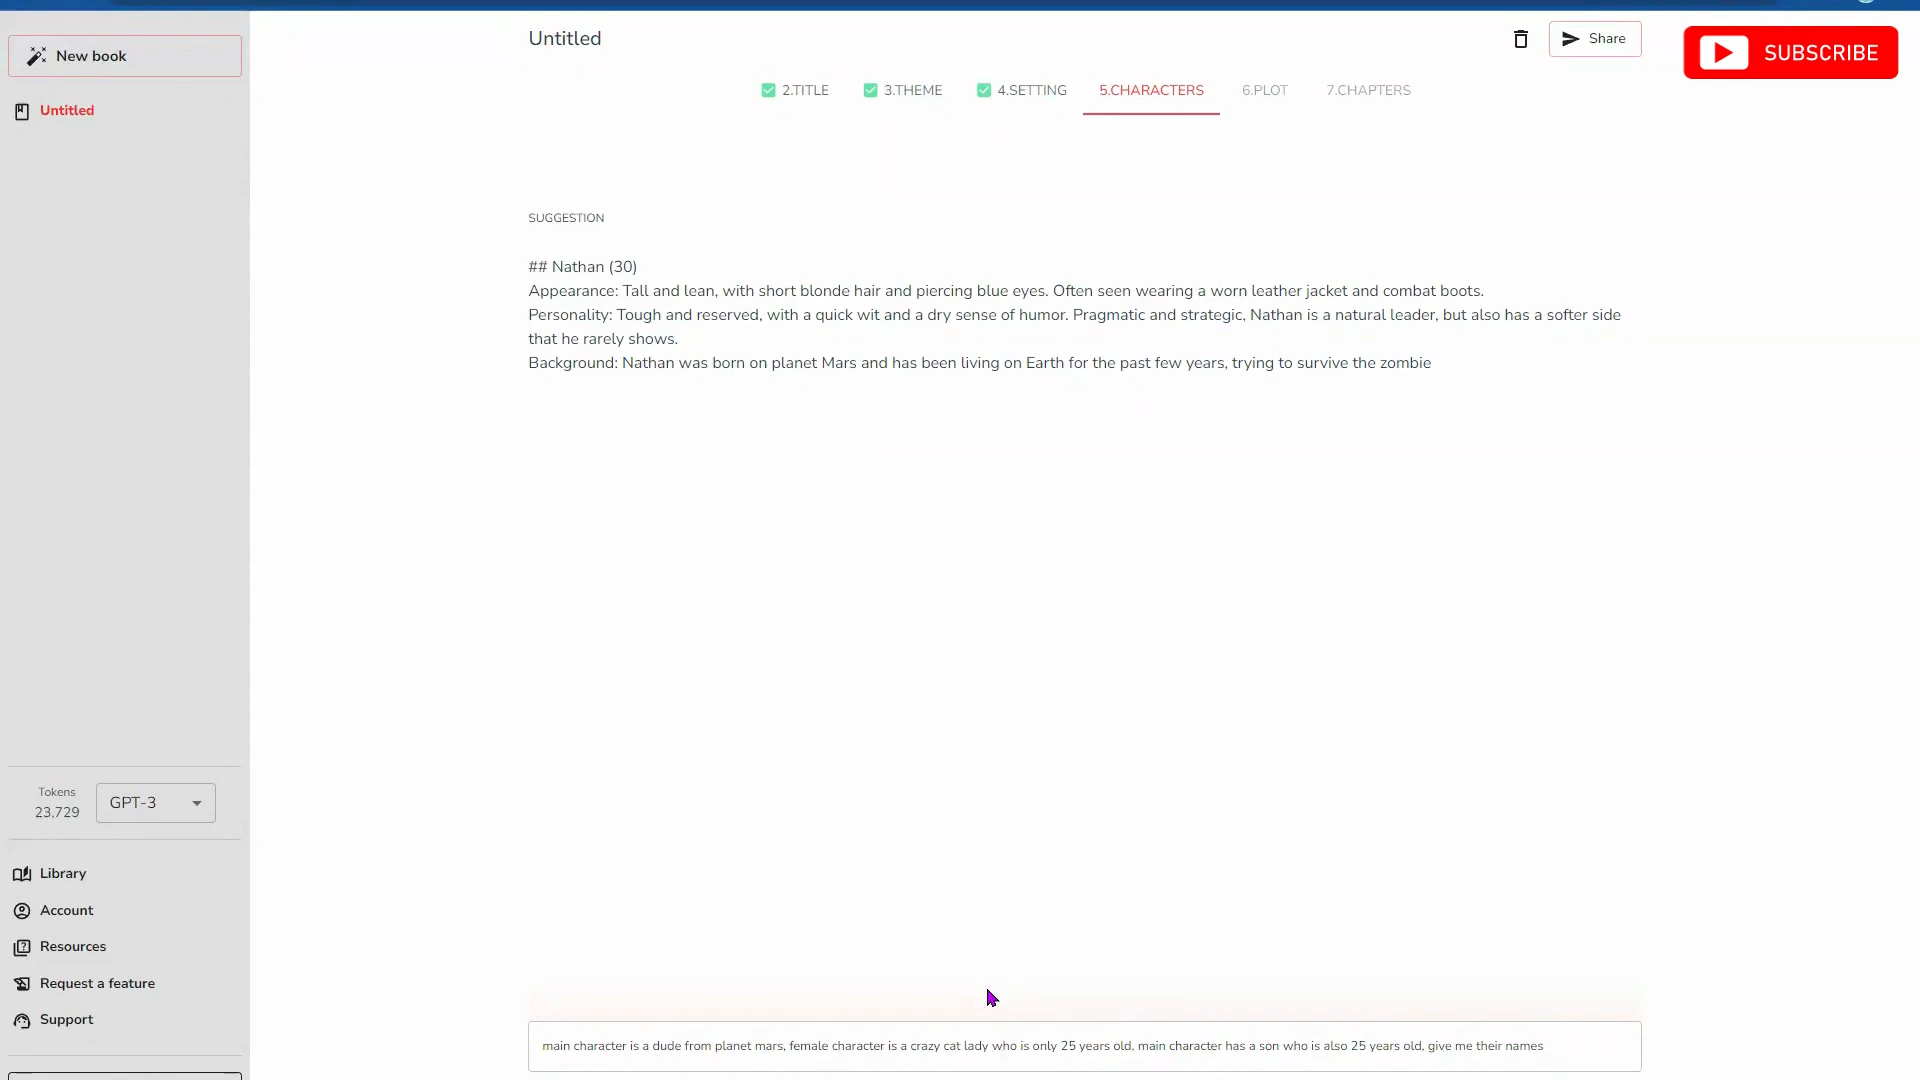 New book
Untitled
Tokens
23,729
GPT-3
Library
Account
Resources
Request a feature
Support
Untitled
Share
SUBSCRIBE
2.TITLE
3.THEME
4.SETTING
5.CHARACTERS
6.PLOT
7.CHAPTERS
SUGGESTION
## Nathan (30)
Appearance: Tall and lean, with short blonde hair and piercing blue eyes. Often seen wearing a worn leather jacket and combat boots.
Personality: Tough and reserved, with a quick wit and a dry sense of humor. Pragmatic and strategic, Nathan is a natural leader, but also has a softer side
that he rarely shows.
Background: Nathan was born on planet Mars and has been living on Earth for the past few years, trying to survive the zombie
main character is a dude from planet mars, female character is a crazy cat lady who is only 25 years old, main character has a son who is also 25 years old, give me their names